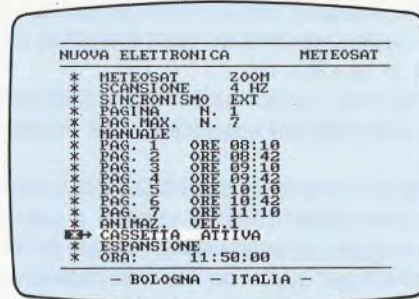 NUOVA ELETTRONICA METEOSAT
* METEOSAT ZOOM
* SCANSIONE 4 HZ
* SINCRONISMO EXT
* PAGINA N. 1
* PAG.MAX. N. 7
* MANUALE
* PAG. 1 ORE 08:10
* PAG. 2 ORE 08:42
* PAG. 3 ORE 09:10
* PAG. 4 ORE 09:42
* PAG. 5 ORE 10:10
* PAG. 6 ORE 10:42
* PAG. 7 ORE 11:10
* ANIMAZ. VEL.1
*→ CASSETTA ATTIVA
* ESPANSIONE
* ORA: 11:50:00
– BOLOGNA – ITALIA –